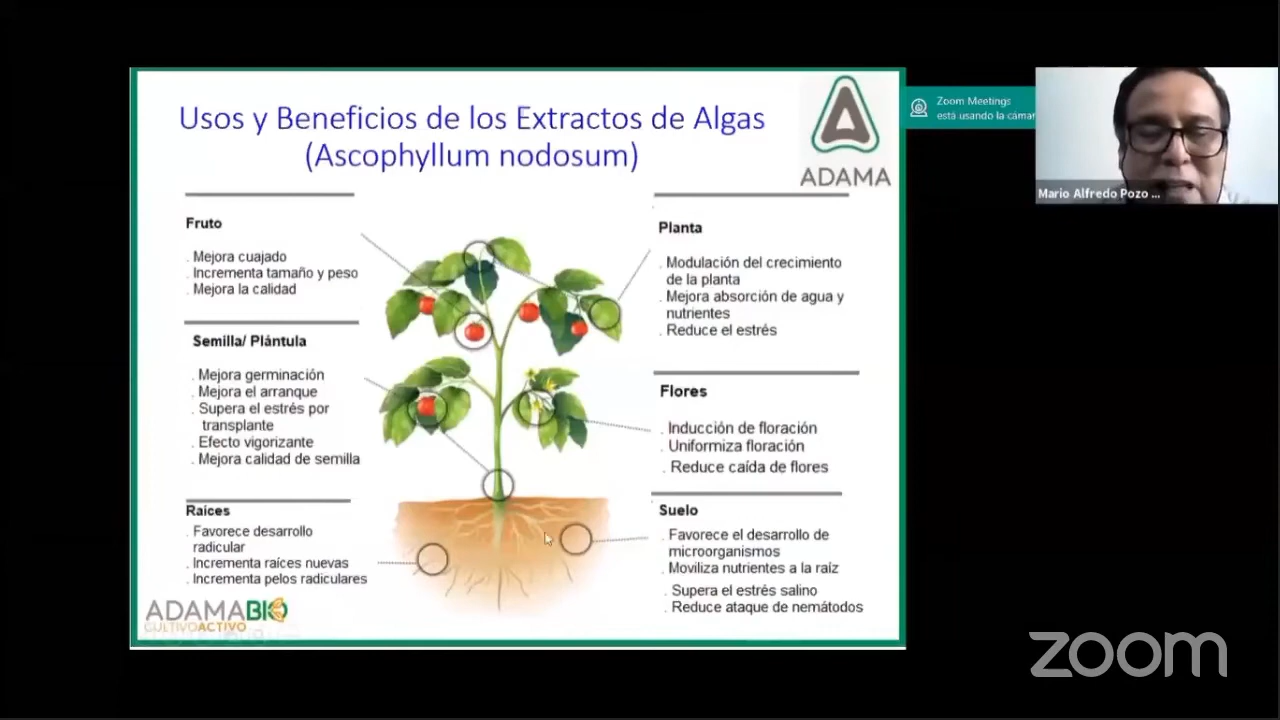 Usos y Beneficios de los Extractos de Algas
(Ascophyllum nodosum)
ADAMA
Zoom Meetings
está usando la cámar
Mario Alfredo Pozo ...
Fruto
. Mejora cuajado
. Incrementa tamaño y peso
. Mejora la calidad
Semilla/ Plántula
. Mejora germinación
. Mejora el arranque
. Supera el estrés por
transplante
. Efecto vigorizante
. Mejora calidad de semilla
Raíces
. Favorece desarrollo
radicular
. Incrementa raíces nuevas
. Incrementa pelos radiculares
Planta
. Modulación del crecimiento
de la planta
. Mejora absorción de agua y
nutrientes
. Reduce el estrés
Flores
. Inducción de floración
. Uniformiza floración
. Reduce caída de flores
Suelo
. Favorece el desarrollo de
microorganismos
. Moviliza nutrientes a la raíz
. Supera el estrés salino
. Reduce ataque de nemátodos
ADAMABIO
CULTIVOACTIVO
zoom